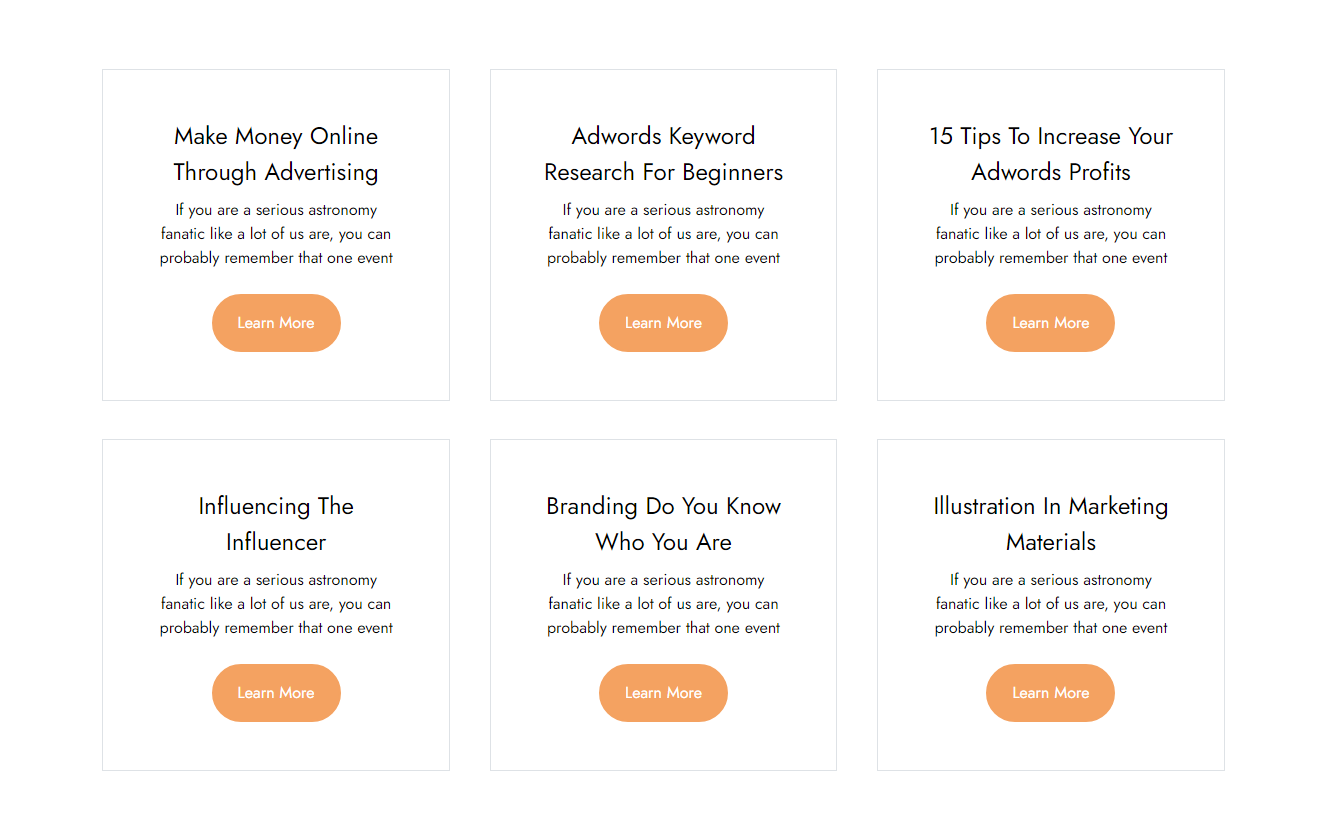 Make Money Online
Through Advertising
If you are a serious astronomy
fanatic like a lot of us are, you can
probably remember that one event
Learn More
Adwords Keyword
Research For Beginners
If you are a serious astronomy
fanatic like a lot of us are, you can
probably remember that one event
Learn More
15 Tips To Increase Your
Adwords Profits
If you are a serious astronomy
fanatic like a lot of us are, you can
probably remember that one event
Learn More
Influencing The
Influencer
If you are a serious astronomy
fanatic like a lot of us are, you can
probably remember that one event
Learn More
Branding Do You Know
Who You Are
If you are a serious astronomy
fanatic like a lot of us are, you can
probably remember that one event
Learn More
Illustration In Marketing
Materials
If you are a serious astronomy
fanatic like a lot of us are, you can
probably remember that one event
Learn More